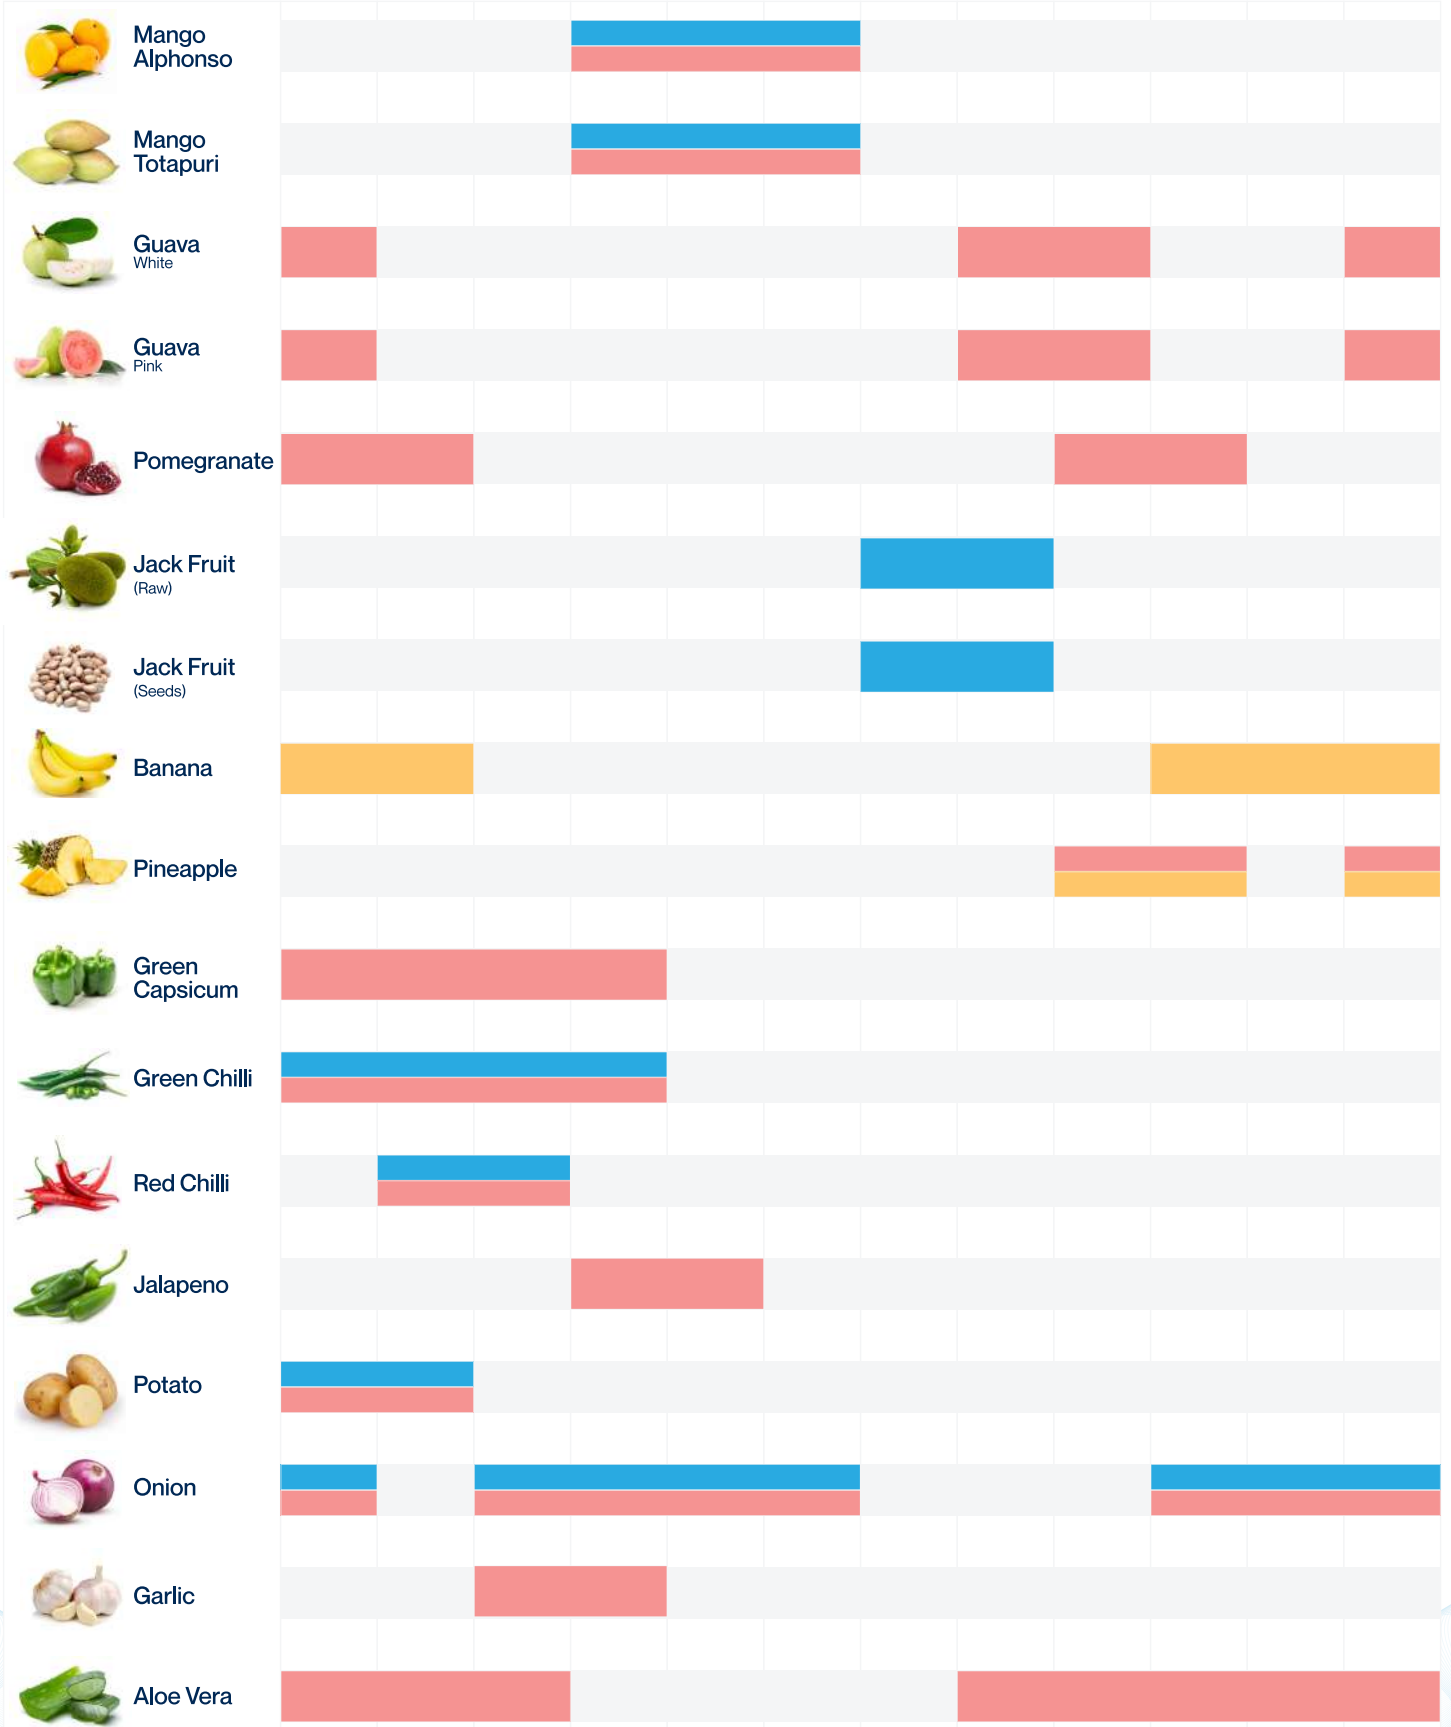 Mango
Alphonso
Mango
Totapuri
Guava
White
Guava
Pink
Pomegranate
Jack Fruit
(Raw)
Jack Fruit
(Seeds)
Banana
Pineapple
Green
Capsicum
Green Chilli
Red Chilli
Jalapeno
Potato
Onion
Garlic
Aloe Vera